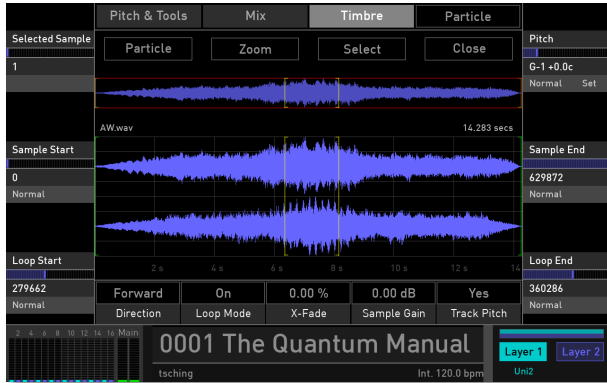 Pitch & Tools Mix Timbre Particle
Selected Sample
1
Particle Zoom Select Close
Pitch
G-1 +0.0c
Normal Set
AW.wav 14.283 secs
Sample Start
0
Normal
Sample End
629872
Normal
Loop Start
279662
Normal
2 s 4 s 6 s 8 s 10 s 12 s 14
Loop End
360286
Normal
Forward On 0.00 % 0.00 dB Yes
Direction Loop Mode X-Fade Sample Gain Track Pitch
2 4 6 8 10 12 14 16 Main
0001 The Quantum Manual
tsching Int. 120.0 bpm
Layer 1 Layer 2
Uni2